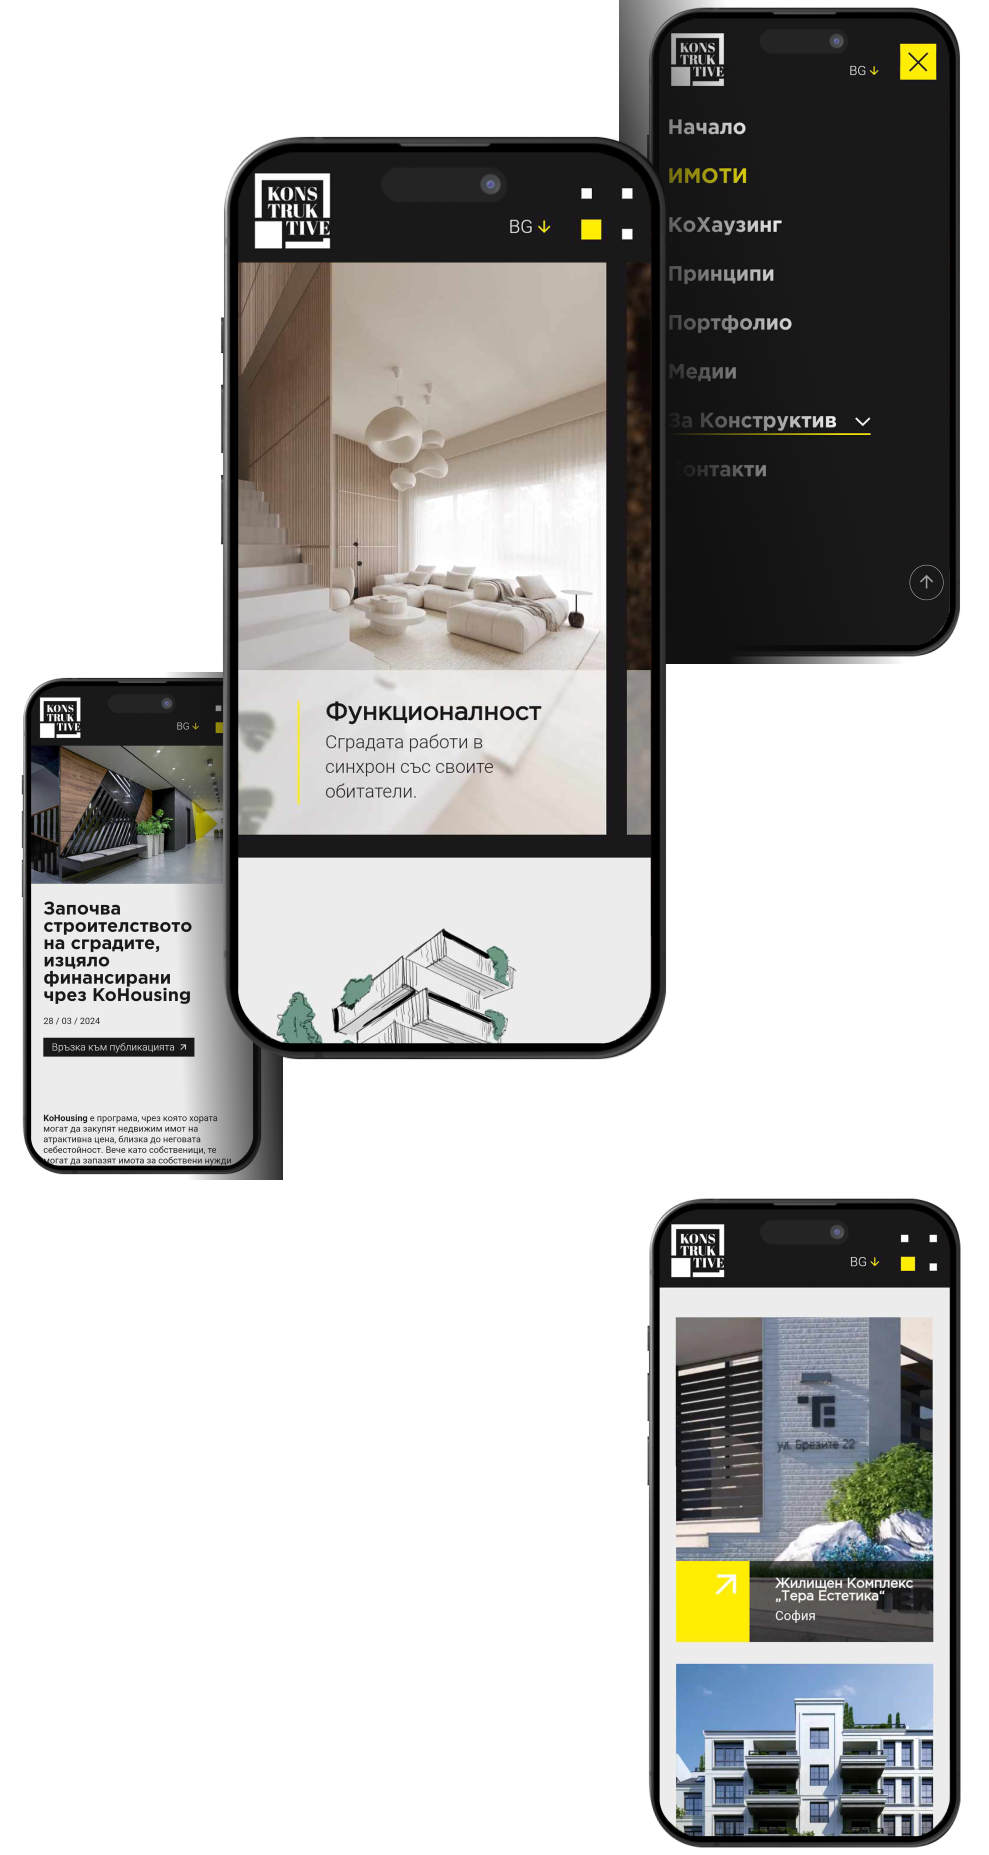 KONS
TRUK
TIVE
BG
Начало
ИМОТИ
КоХаузинг
Принципи
Портфолио
Медии
За Конструктив
Контакти
KONS
TRUK
TIVE
BG
Функционалност
Сградата работи в
синхрон със своите
обитатели.
KONS
TRUK
TIVE
BG
Започва
строителството
на сградите,
изцяло
финансирани
чрез KoHousing
28 / 03 / 2024
Връзка към публикацията
KoHousing е програма, чрез която хората
могат да закупят недвижим имот на
атрактивна цена, близка до неговата
себестойност. Вече като собственици, те
могат да запазят имота за собствени нужди
KONS
TRUK
TIVE
BG
ул. Брезите 22
Жилищен Комплекс
„Тера Естетика“
София